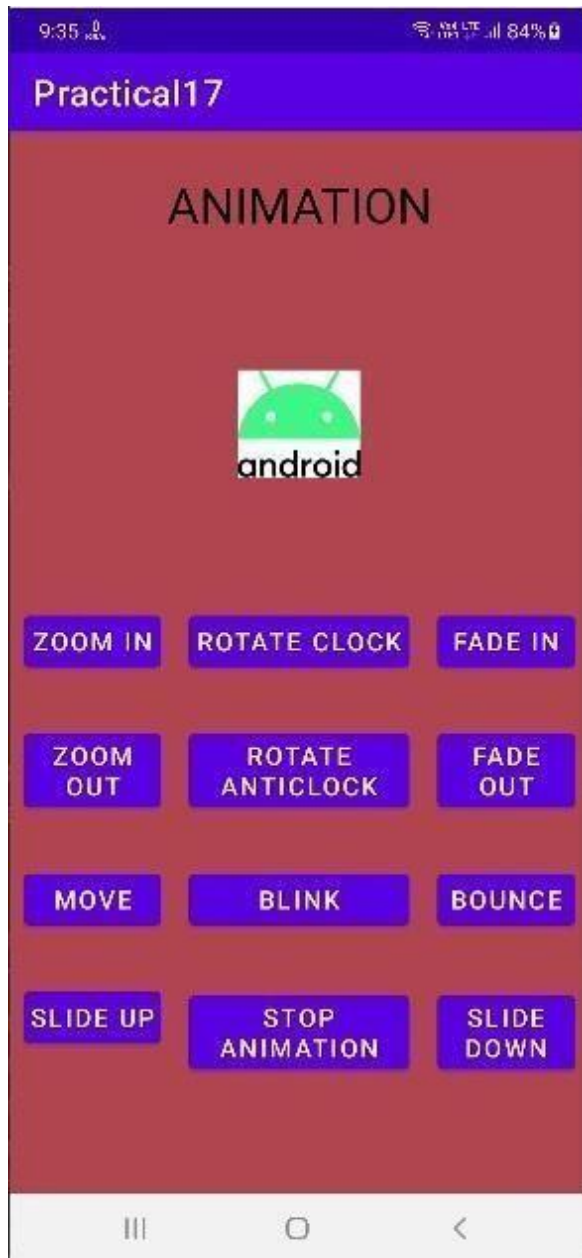 9:35
84%
Practical17
ANIMATION
android
ZOOM IN
ROTATE CLOCK
FADE IN
ZOOM
OUT
ROTATE
ANTICLOCK
FADE
OUT
MOVE
BLINK
BOUNCE
SLIDE UP
STOP
ANIMATION
SLIDE
DOWN